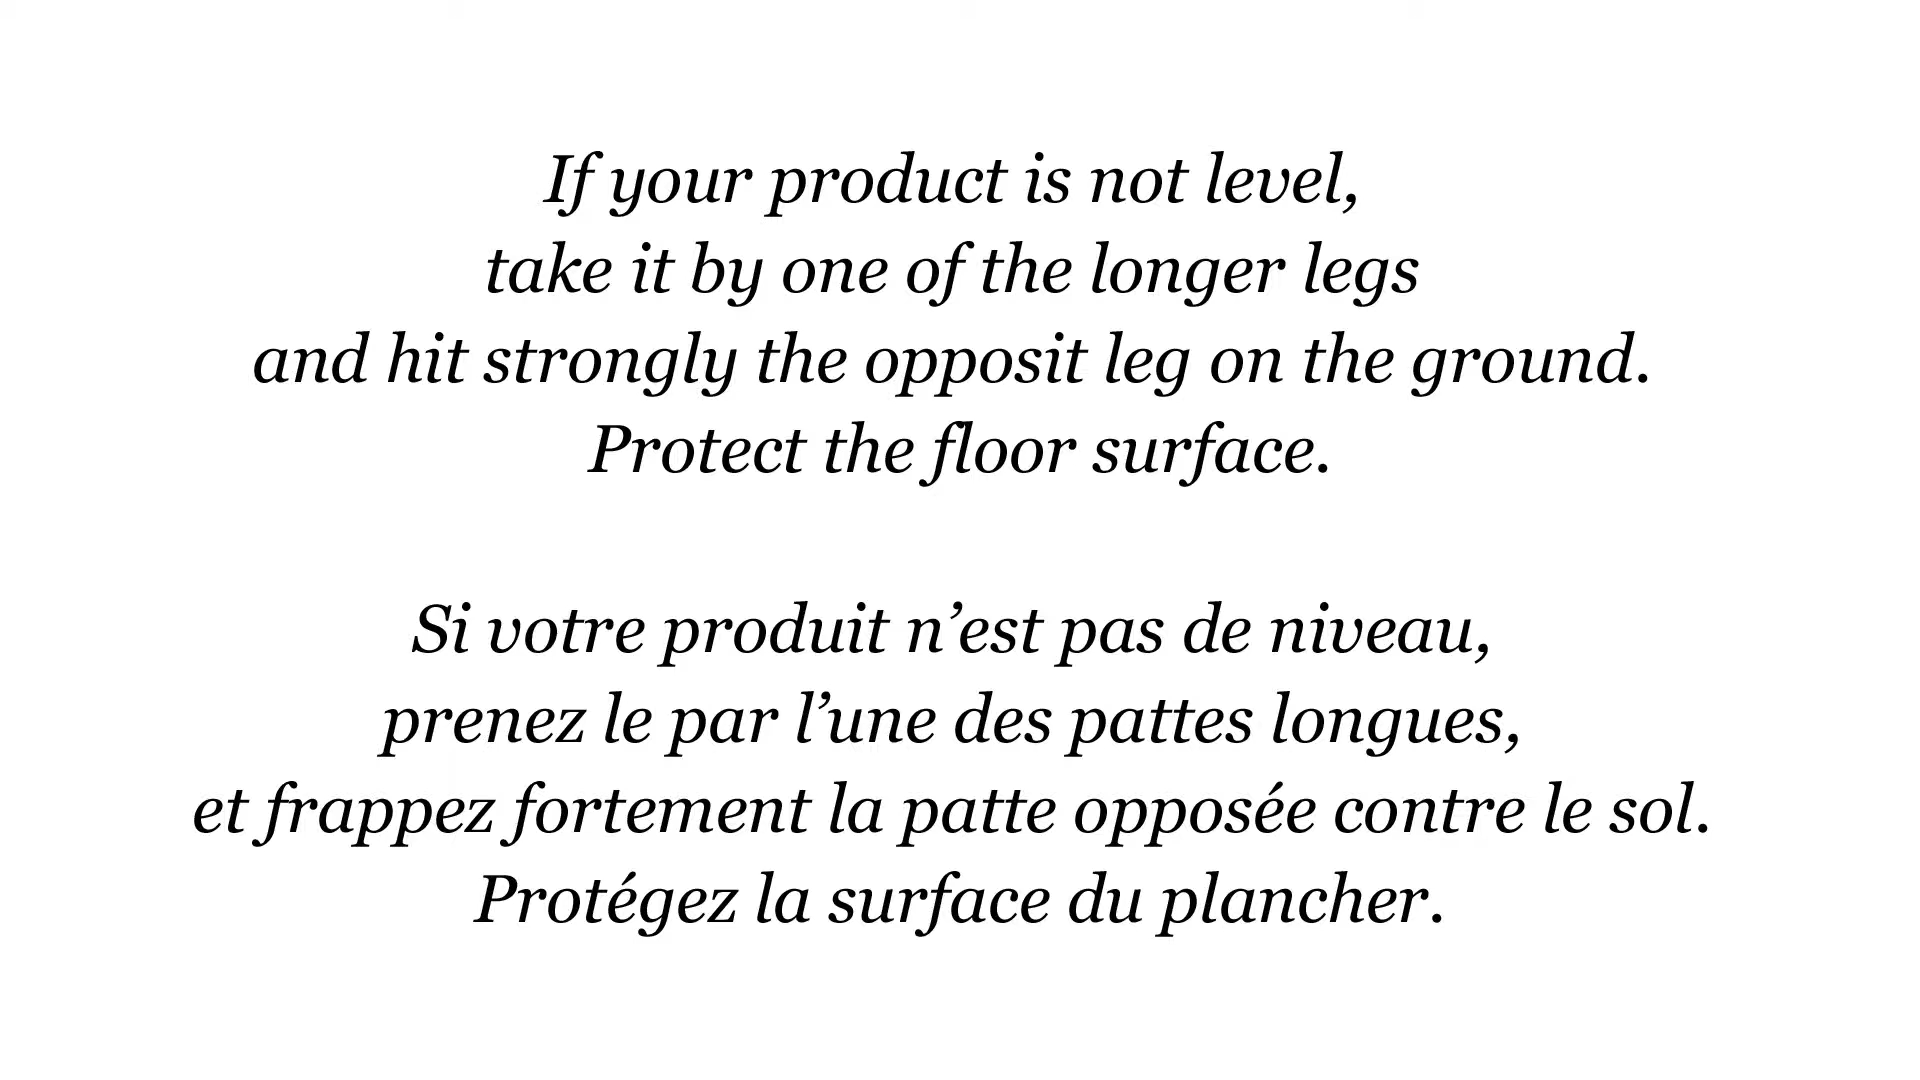 If your product is not level,
take it by one of the longer legs
and hit strongly the opposit leg on the ground.
Protect the floor surface.
Si votre produit n’est pas de niveau,
prenez le par l’une des pattes longues,
et frappez fortement la patte opposée contre le sol.
Protégez la surface du plancher.